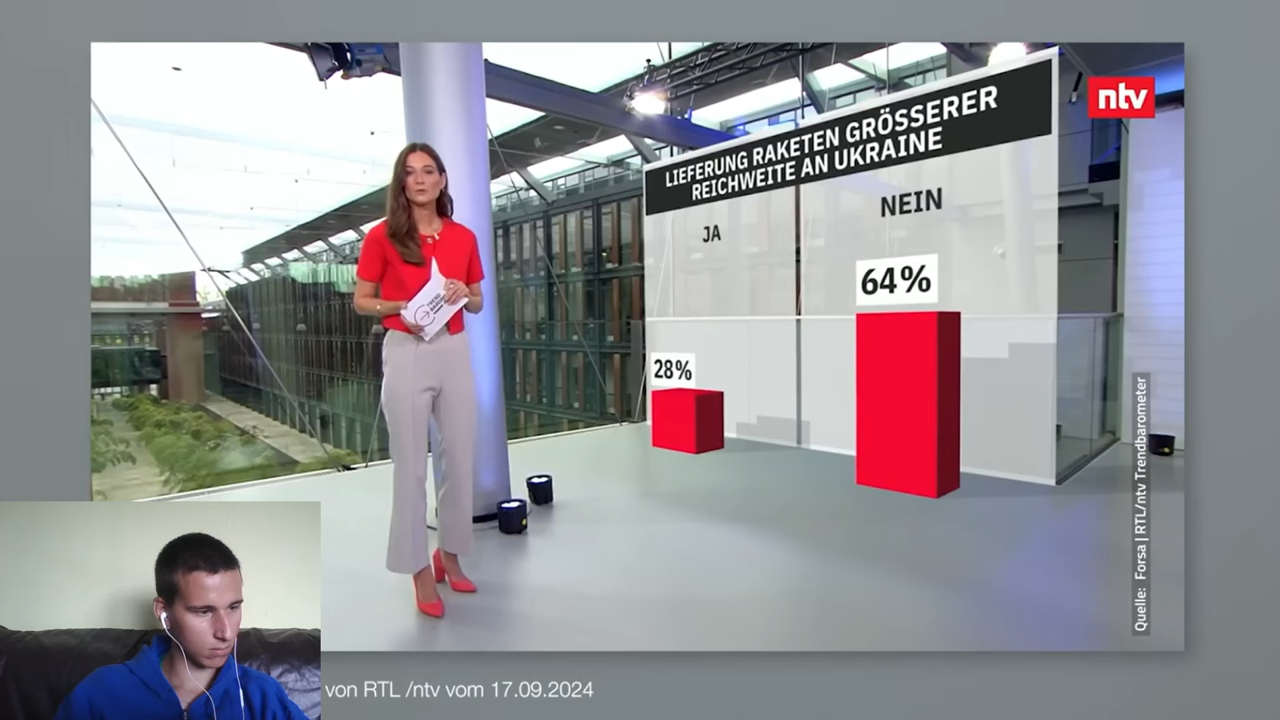 ntv
LIEFERUNG RAKETEN GRÖSSERER
REICHWEITE AN UKRAINE
JA
NEIN
28%
64%
Quelle: Forsa | RTL/ntv Trendbarometer
von RTL /ntv vom 17.09.2024